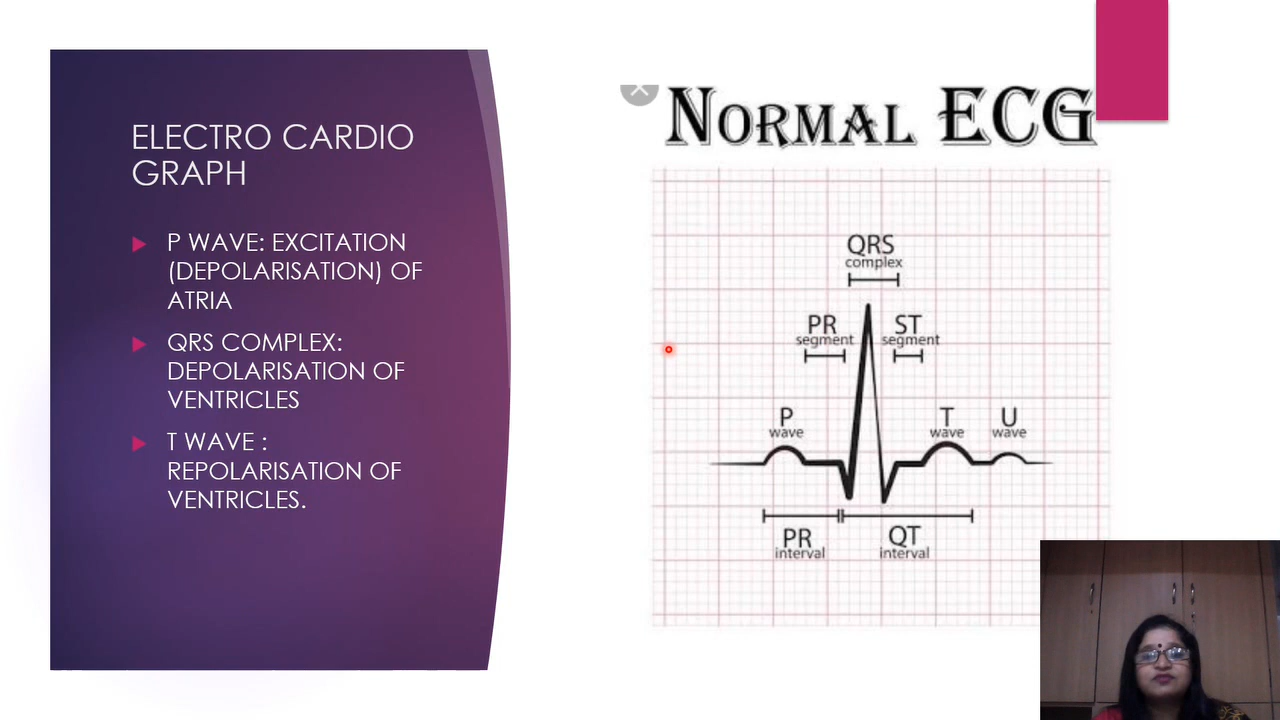 ELECTRO CARDIO
GRAPH
P WAVE: EXCITATION
(DEPOLARISATION) OF
ATRIA
QRS COMPLEX:
DEPOLARISATION OF
VENTRICLES
T WAVE :
REPOLARISATION OF
VENTRICLES.
NORMAL ECG
QRS
complex
PR
segment
ST
segment
P
wave
T
wave
U
wave
PR
interval
QT
interval